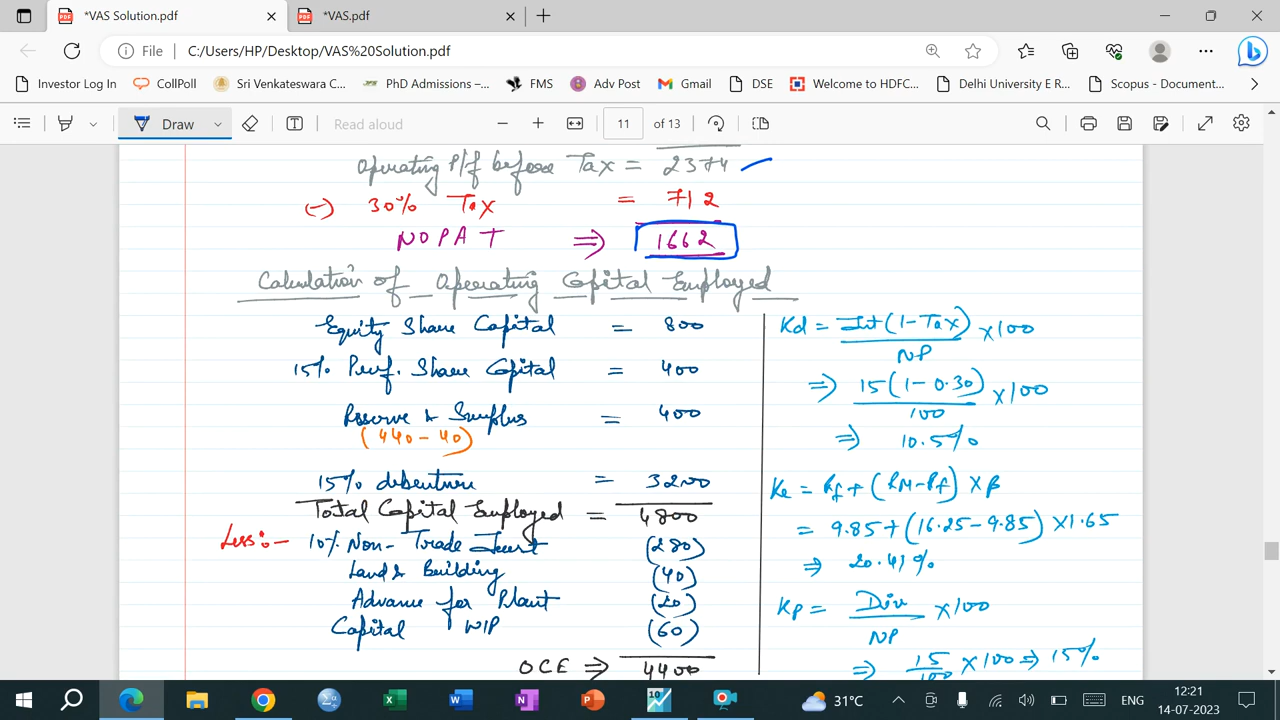 *VAS Solution.pdf
*VAS.pdf
File C:/Users/HP/Desktop/VAS%20Solution.pdf
Investor Log In
CollPoll
Sri Venkateswara C...
PhD Admissions –...
FMS
Adv Post
Gmail
DSE
Welcome to HDFC...
Delhi University E R...
Scopus - Document...
Draw
Read aloud
11 of 13
Operating P/f before Tax = 2374
(-) 30% Tax = 712
NOPAT ⇒ 1662
Calculation of Operating Capital Employed
Equity Share Capital = 800
15% Pref. Share Capital = 400
Reserve & Surplus = 400
(440-40)
15% debenture = 3200
Total Capital Employed = 4800
Less:- 10% Non-Trade Invest (280)
Land & Building (40)
Advance for Plant (20)
Capital WIP (60)
OCE ⇒ 4400
Kd = Int(1-Tax) ×100
NP
⇒ 15(1-0.30) ×100
100
⇒ 10.5%
Ke = Rf+(RM-Rf) ×β
= 9.85+(16.25-9.85) ×1.65
⇒ 20.41%
Kp = Div ×100
NP
⇒ 15 ×100⇒ 15%
100
31°C
ENG
12:21
14-07-2023